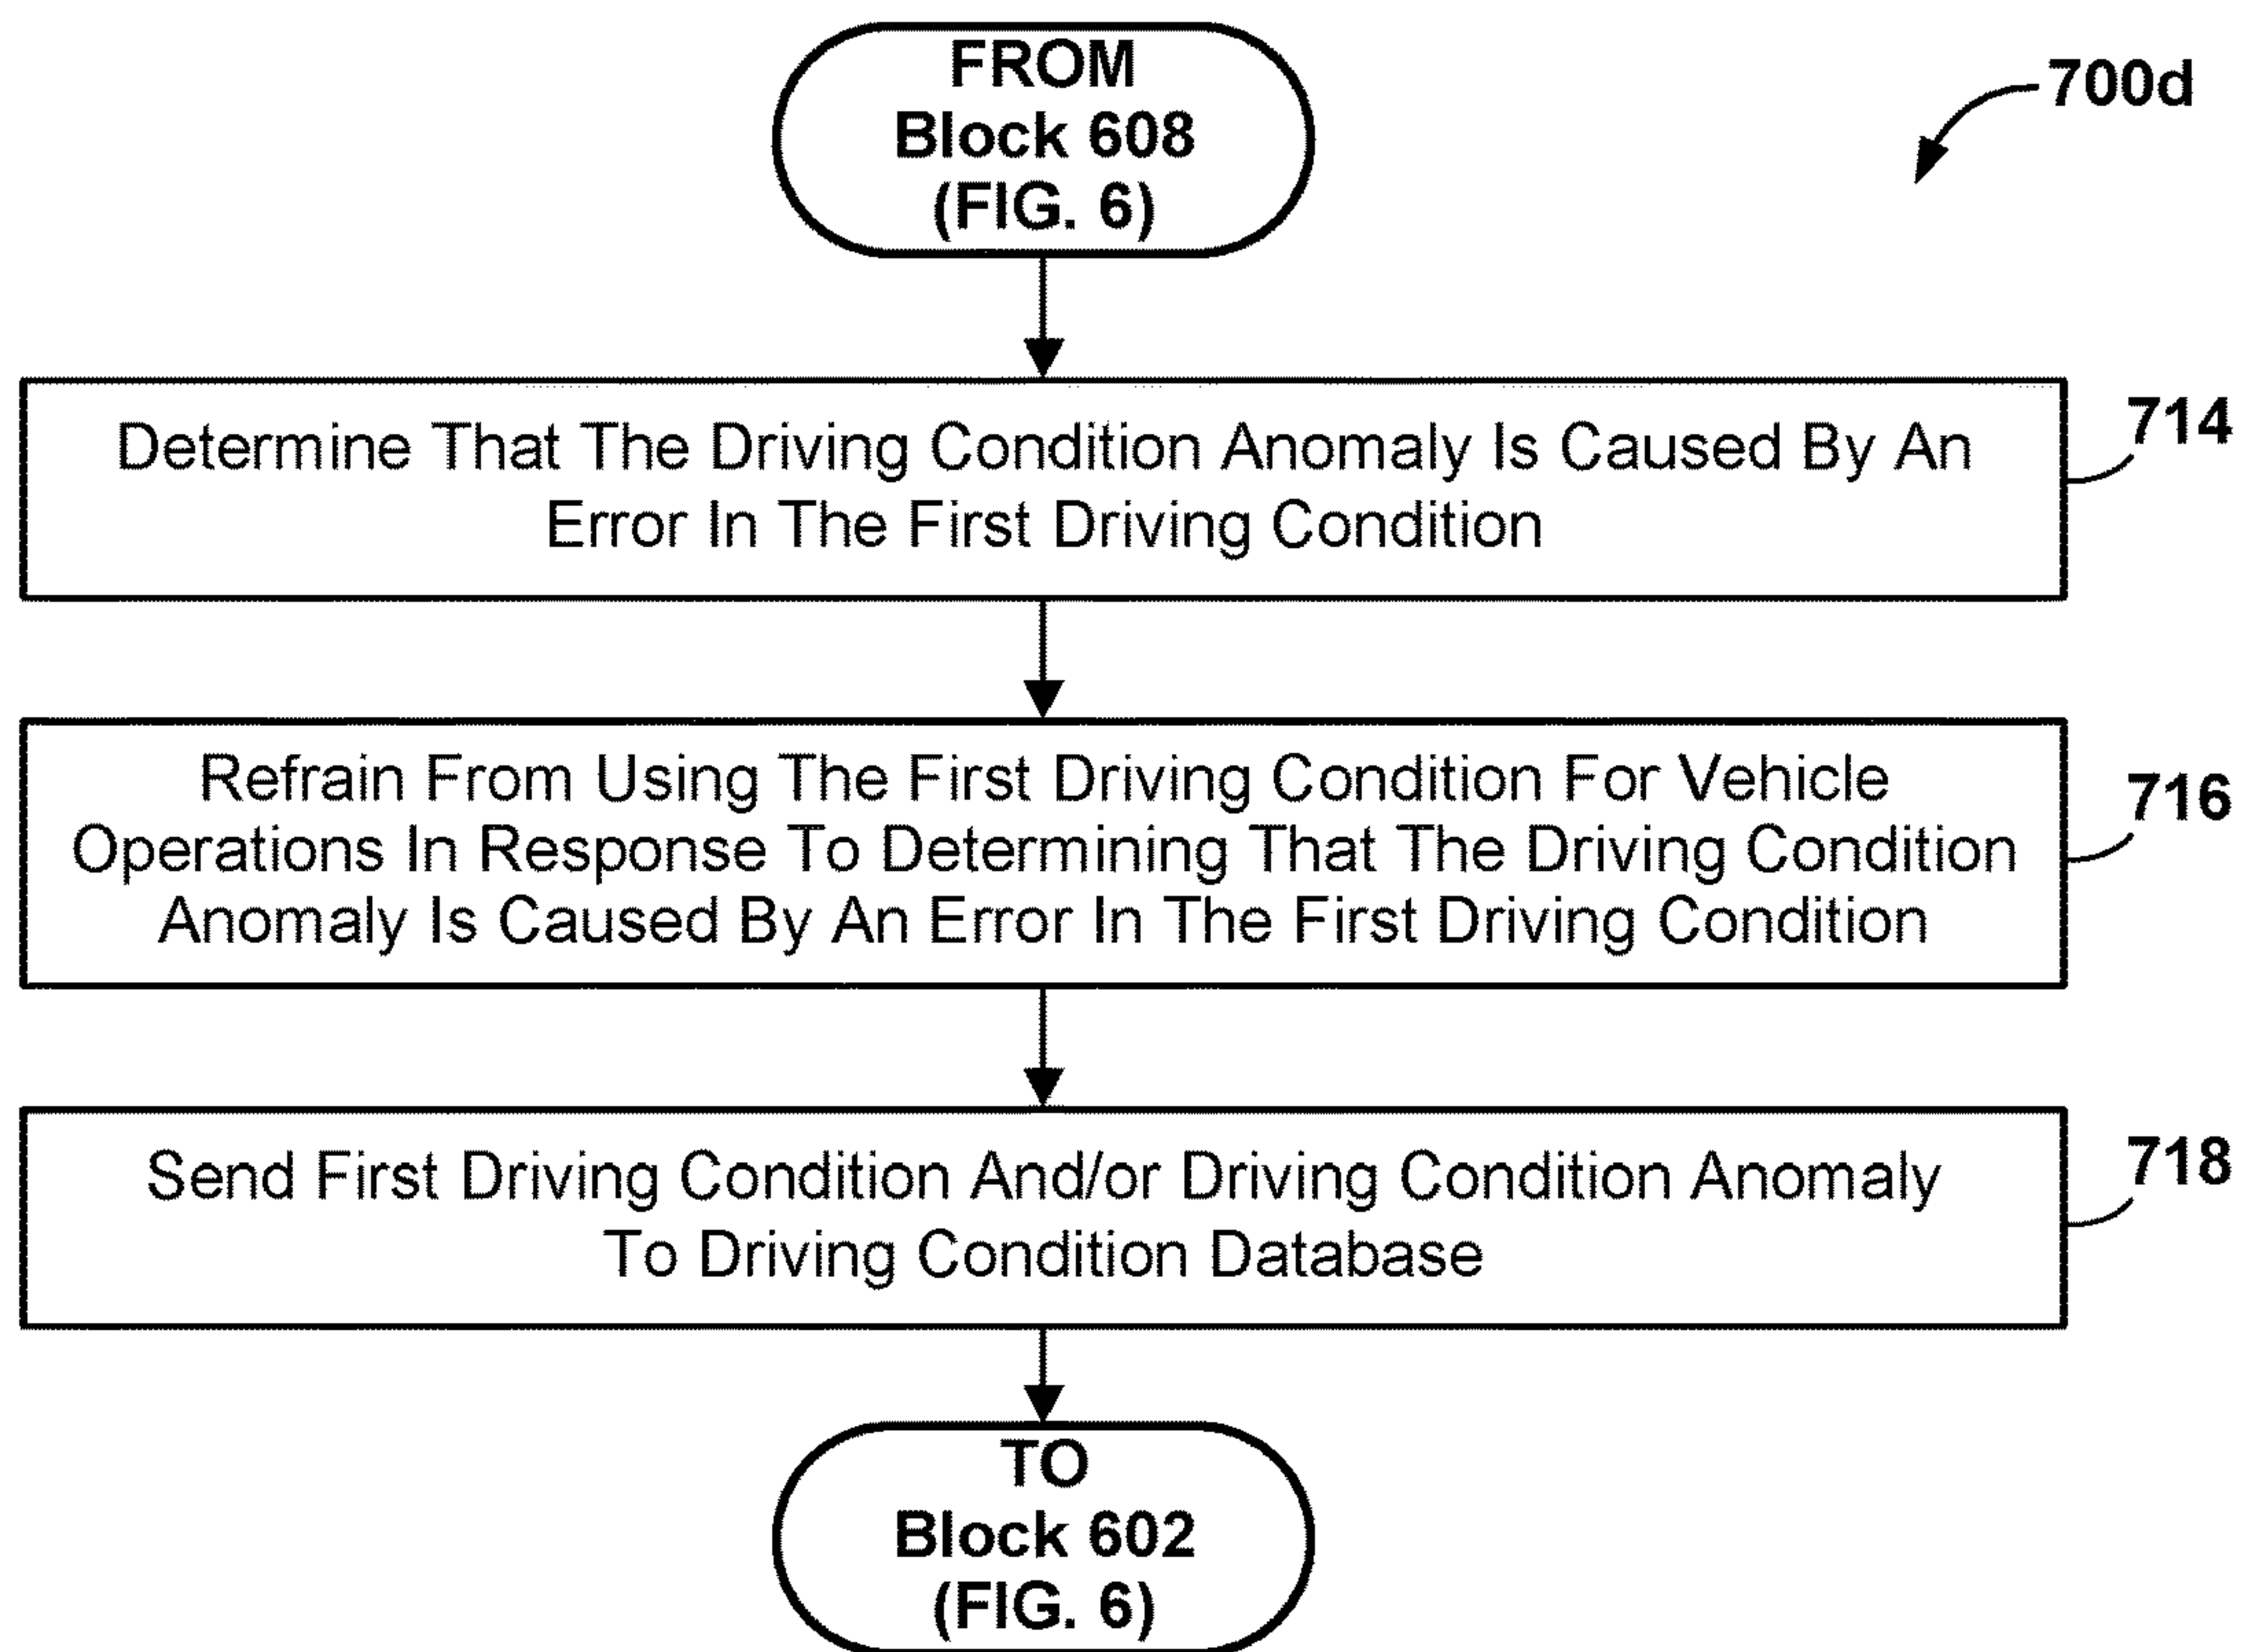 FROM
Block 608
(FIG. 6)
700d
Determine That The Driving Condition Anomaly Is Caused By An
Error In The First Driving Condition
714
Refrain From Using The First Driving Condition For Vehicle
Operations In Response To Determining That The Driving Condition
Anomaly Is Caused By An Error In The First Driving Condition
716
Send First Driving Condition And/or Driving Condition Anomaly
To Driving Condition Database
718
TO
Block 602
(FIG. 6)